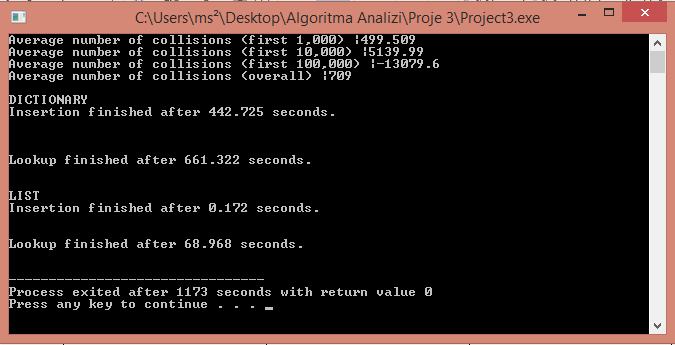 C:\Users\ms²\Desktop\Algoritma Analizi\Proje 3\Project3.exe
Average number of collisions (first 1,000) ¦499.509
Average number of collisions (first 10,000) ¦5139.99
Average number of collisions (first 100,000) ¦-13079.6
Average number of collisions (overall) ¦709
DICTIONARY
Insertion finished after 442.725 seconds.
Lookup finished after 661.322 seconds.
LIST
Insertion finished after 0.172 seconds.
Lookup finished after 68.968 seconds.
--------------------------------
Process exited after 1173 seconds with return value 0
Press any key to continue . . . _